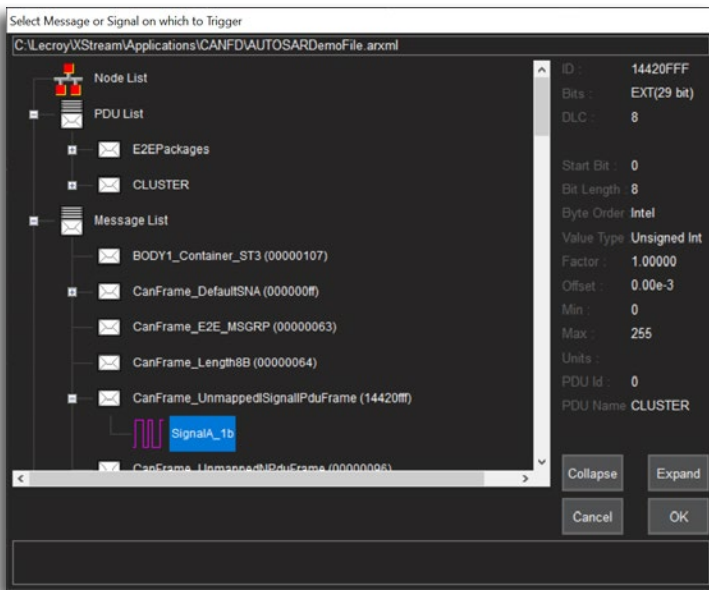 Select Message or Signal on which to Trigger
C:\Lecroy\XStream\Applications\CANFD\AUTOSARDemoFile.arxml
Node List
PDU List
E2EPackages
CLUSTER
Message List
BODY1_Container_ST3 (00000107)
CanFrame_DefaultSNA (000000ff)
CanFrame_E2E_MSGRP (00000063)
CanFrame_Length8B (00000064)
CanFrame_UnmappedISignalIPduFrame (14420fff)
SignalA_1b
CanFrame_UnmappedNPduFrame (00000096)
ID : 14420FFF
Bits : EXT(29 bit)
DLC : 8
Start Bit : 0
Bit Length : 8
Byte Order Intel
Value Type Unsigned Int
Factor : 1.00000
Offset : 0.00e-3
Min : 0
Max : 255
Units :
PDU Id : 0
PDU Name CLUSTER
Collapse Expand
Cancel OK